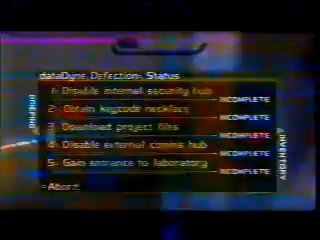 dataDyne Defection: Status
1: Disable internal security hub
INCOMPLETE
2: Obtain keycode necklace
INCOMPLETE
3: Download project files
INCOMPLETE
4: Disable external comms hub
INCOMPLETE
5: Gain entrance to laboratory
INCOMPLETE
Abort!
BRIEFING
INVENTORY